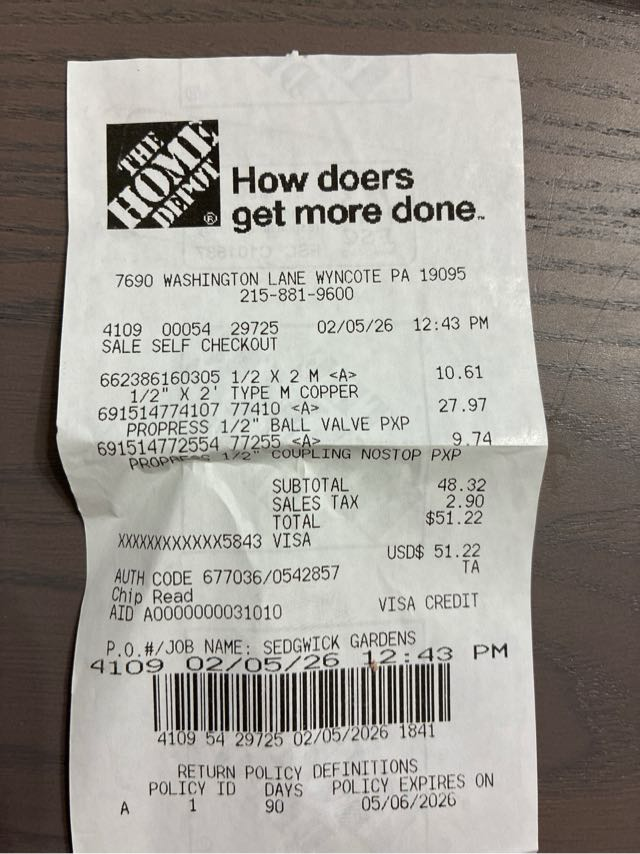 THE
HOME
DEPOT
®
How doers
get more done™
7690 WASHINGTON LANE WYNCOTE PA 19095
215-881-9600
4109 00054 29725 02/05/26 12:43 PM
SALE SELF CHECKOUT
662386160305 1/2 X 2 M <A> 10.61
1/2" X 2' TYPE M COPPER
691514774107 77410 <A> 27.97
PROPRESS 1/2" BALL VALVE PXP
691514772554 77255 <A> 9.74
PROPRESS 1/2" COUPLING NOSTOP PXP
SUBTOTAL 48.32
SALES TAX 2.90
TOTAL $51.22
XXXXXXXXXXXX5843 VISA
USD$ 51.22
AUTH CODE 677036/0542857 TA
Chip Read
AID A0000000031010 VISA CREDIT
P.O.#/JOB NAME: SEDGWICK GARDENS
4109 02/05/26 12:43 PM
4109 54 29725 02/05/2026 1841
RETURN POLICY DEFINITIONS
POLICY ID DAYS POLICY EXPIRES ON
A 1 90 05/06/2026